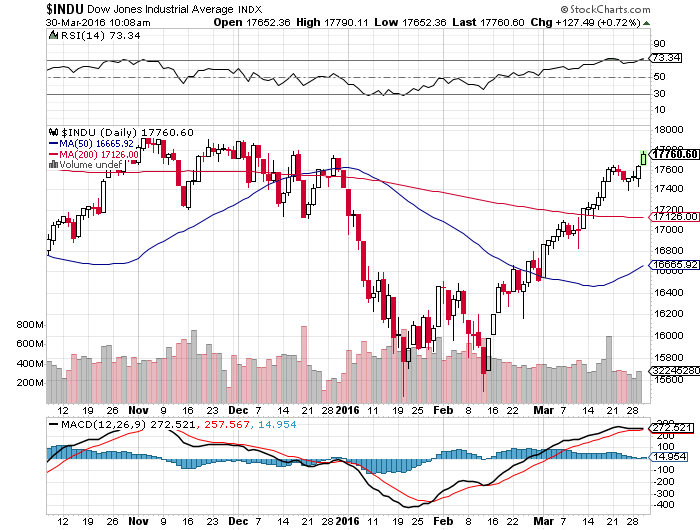 $INDU Dow Jones Industrial Average INDX © StockCharts.com
30-Mar-2016 10:08am Open 17652.36 High 17790.11 Low 17652.36 Last 17760.60 Chg +127.49 (+0.72%)
RSI(14) 73.34
90
73.34
50
30
10
$INDU (Daily) 17760.60
MA(50) 16665.92
MA(200) 17126.00
Volume undef
18000
17760.60
17600
17400
17200
17126.00
17000
16800
16665.92
16600
16400
16200
16000
15800
15600
800M
600M
400M
200M
32245280
12 19 26 Nov 9 16 23 Dec 7 14 21 28 2016 11 19 25 Feb 8 16 22 Mar 7 14 21 28
MACD(12,26,9) 272.521, 257.567, 14.954
272.521
100
14.954
-100
-200
-300
-400
12 19 26 Nov 9 16 23 Dec 7 14 21 28 2016 11 19 25 Feb 8 16 22 Mar 7 14 21 28